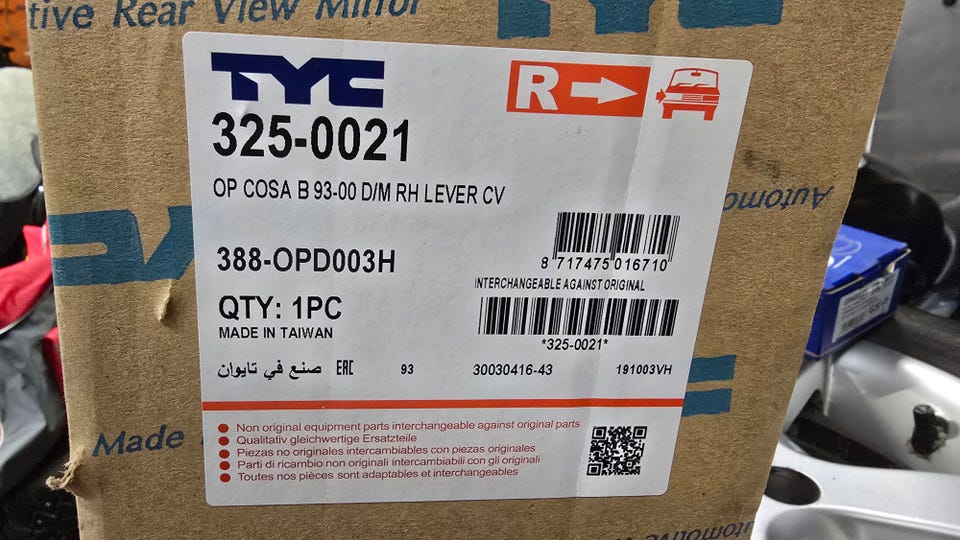 tive Rear View Mirror
TYC
R
325-0021
OP COSA B 93-00 D/M RH LEVER CV
Automotiv
388-OPD003H
8 717475 016710
INTERCHANGEABLE AGAINST ORIGINAL
QTY: 1PC
MADE IN TAIWAN
*325-0021*
صنع في تايوان EAC 93 30030416-43 191003VH
Non original equipment parts interchangeable against original parts
Qualitativ gleichwertige Ersatzteile
Piezas no originales intercambiables con piezas originales
Parti di ricambio non originali intercambiabili con gli originali
Toutes nos pièces sont adaptables et interchangeables
Made
Automotive